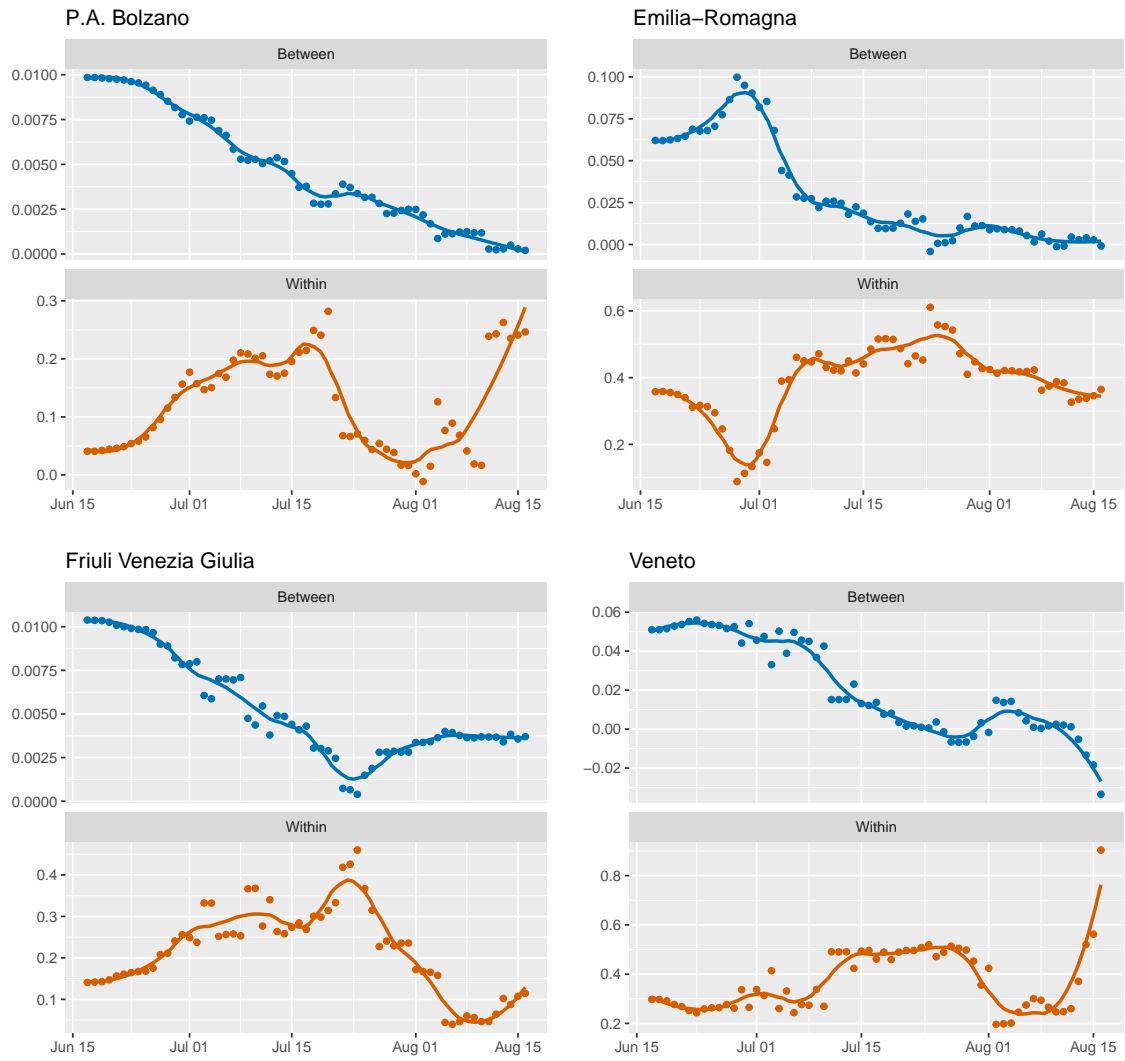 P.A. Bolzano
Between
0.0100
0.0075
0.0050
0.0025
0.0000
Within
0.3
0.2
0.1
0.0
Jun 15 Jul 01 Jul 15 Aug 01 Aug 15
Emilia−Romagna
Between
0.100
0.075
0.050
0.025
0.000
Within
0.6
0.4
0.2
Jun 15 Jul 01 Jul 15 Aug 01 Aug 15
Friuli Venezia Giulia
Between
0.0100
0.0075
0.0050
0.0025
0.0000
Within
0.4
0.3
0.2
0.1
Jun 15 Jul 01 Jul 15 Aug 01 Aug 15
Veneto
Between
0.06
0.04
0.02
0.00
−0.02
Within
0.8
0.6
0.4
0.2
Jun 15 Jul 01 Jul 15 Aug 01 Aug 15